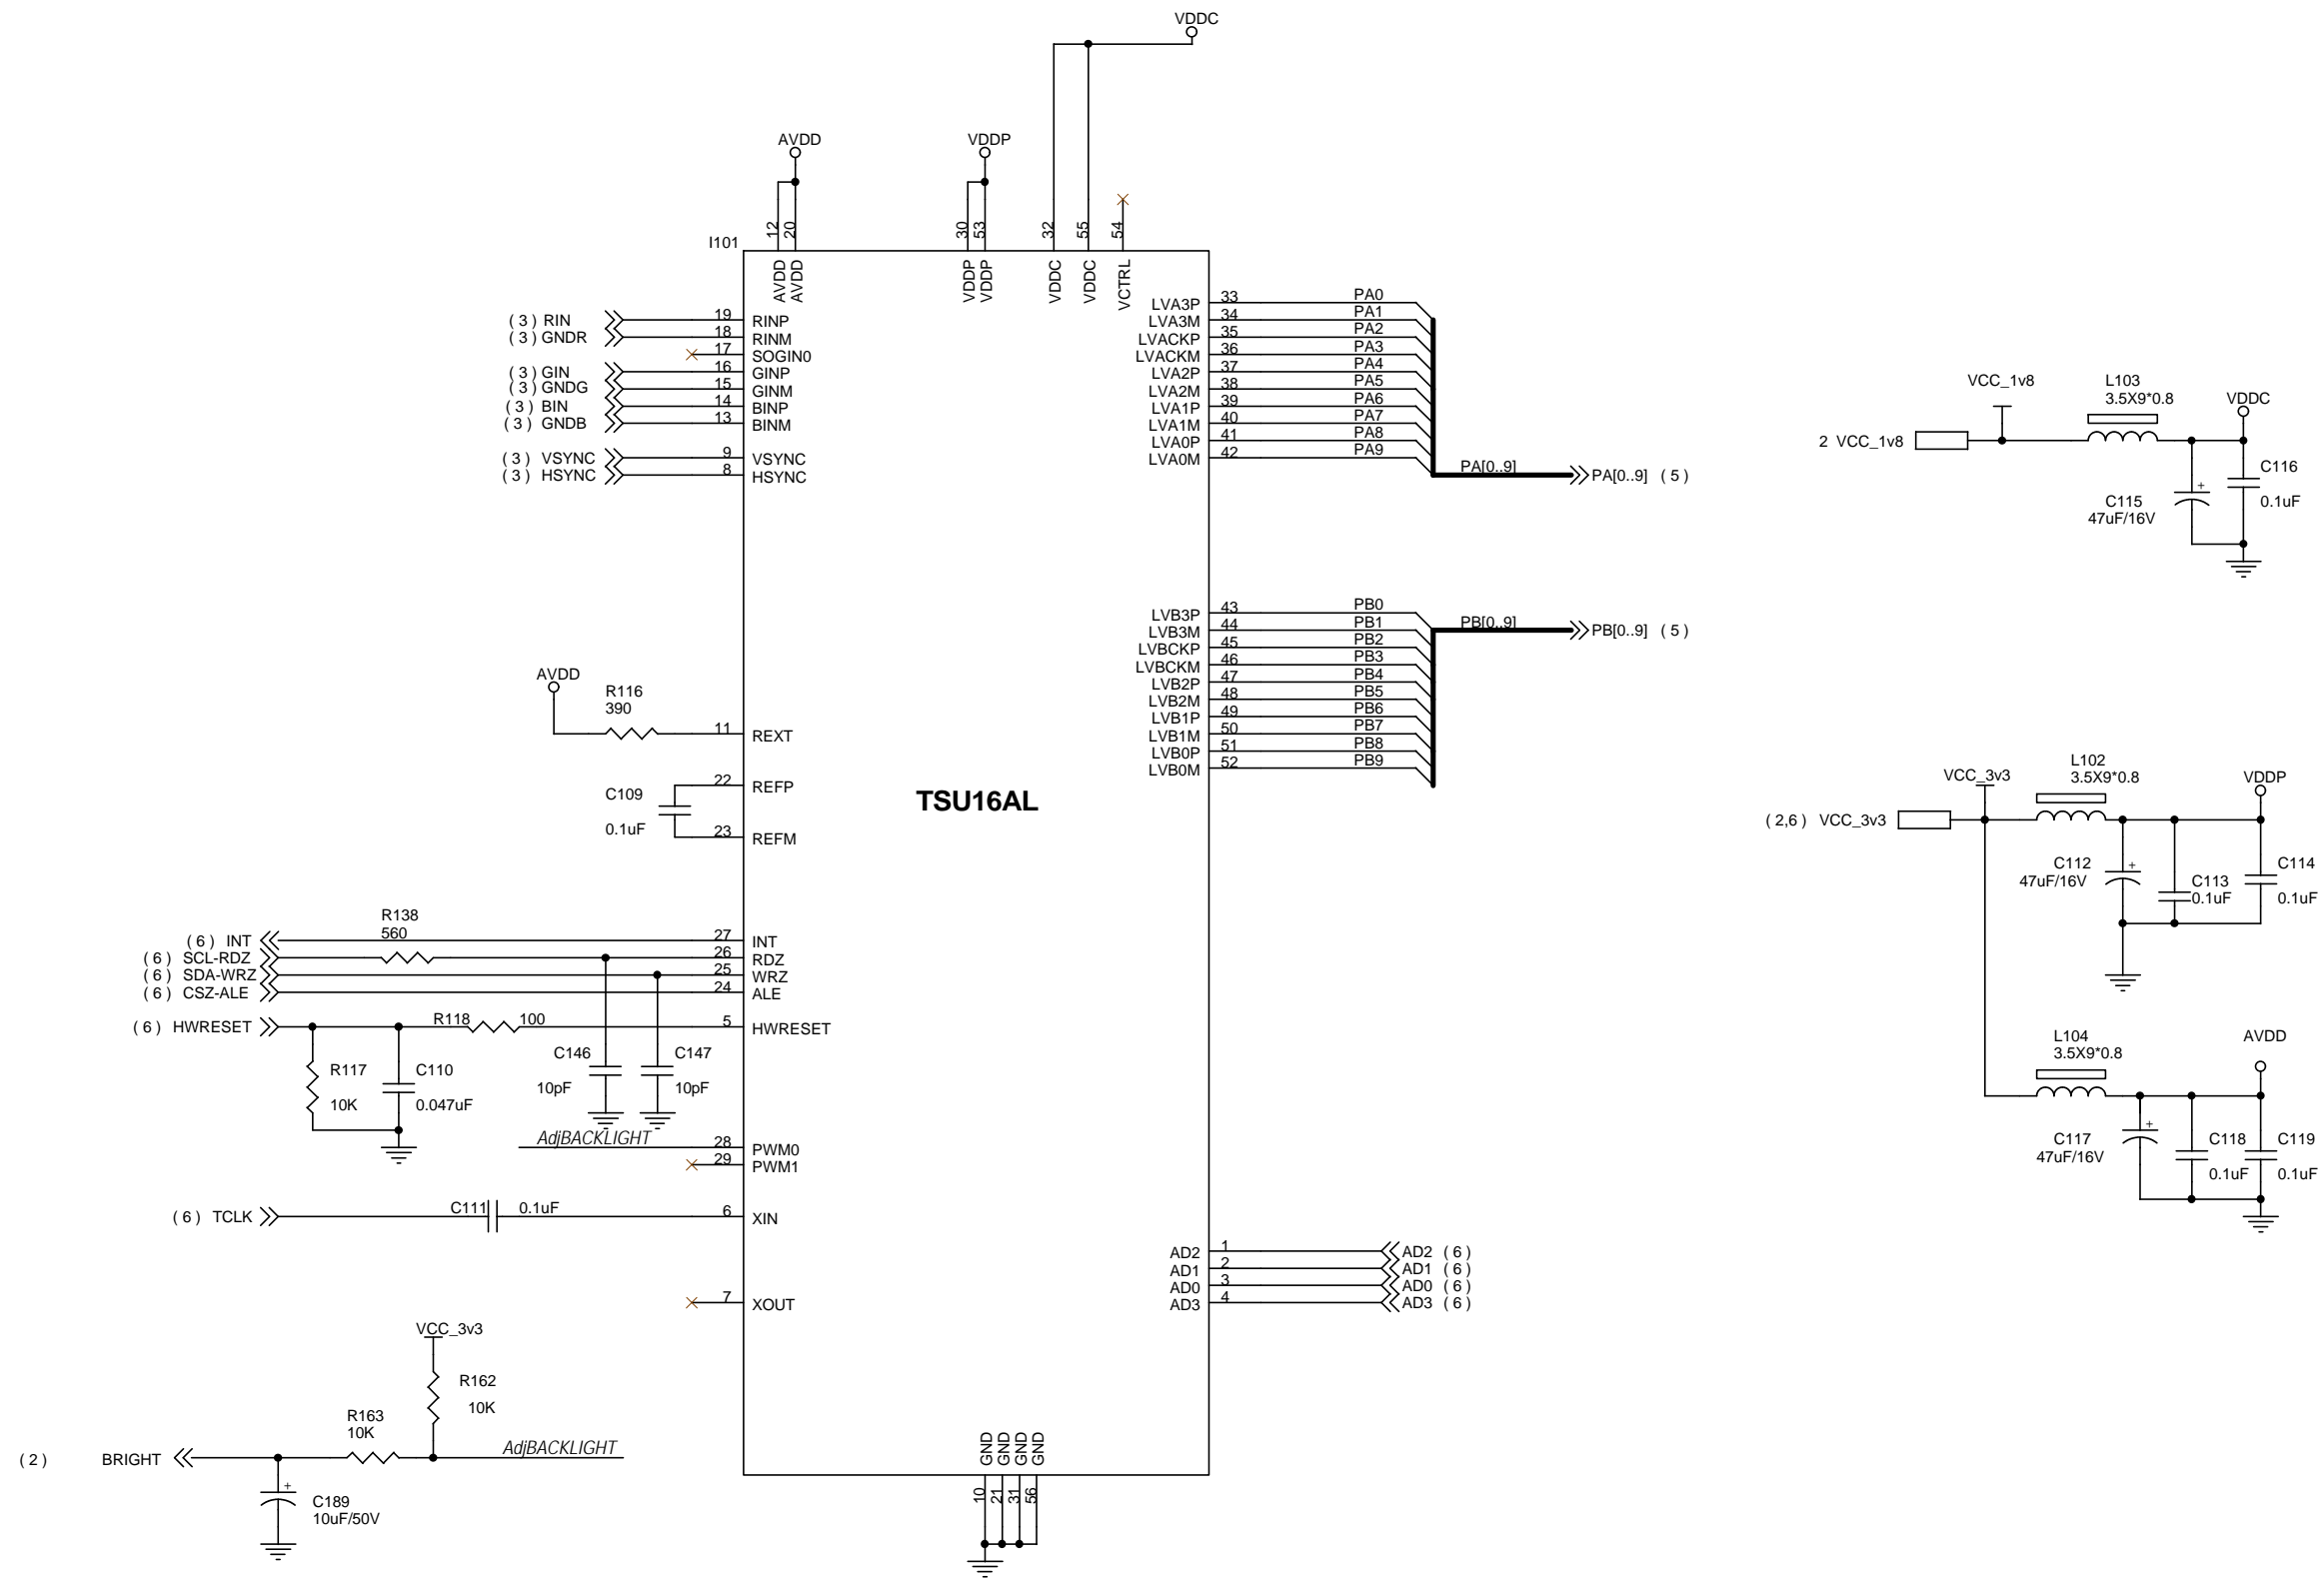 VDDC
AVDD
VDDP
12
20
30
53
32
55
54
I101
AVDD
AVDD
VDDP
VDDP
VDDC
VDDC
VCTRL
( 3 ) RIN 19 RINP
( 3 ) GNDR 18 RINM
17 SOGIN0
( 3 ) GIN 16 GINP
( 3 ) GNDG 15 GINM
( 3 ) BIN 14 BINP
( 3 ) GNDB 13 BINM
( 3 ) VSYNC 9 VSYNC
( 3 ) HSYNC 8 HSYNC
LVA3P 33 PA0
LVA3M 34 PA1
LVACKP 35 PA2
LVACKM 36 PA3
LVA2P 37 PA4
LVA2M 38 PA5
LVA1P 39 PA6
LVA1M 40 PA7
LVA0P 41 PA8
LVA0M 42 PA9
PA[0..9] PA[0..9] ( 5 )
VCC_1v8
L103
3.5X9*0.8
VDDC
2 VCC_1v8
+
C116
0.1uF
C115
47uF/16V
LVB3P 43 PB0
LVB3M 44 PB1
LVBCKP 45 PB2
LVBCKM 46 PB3
LVB2P 47 PB4
LVB2M 48 PB5
LVB1P 49 PB6
LVB1M 50 PB7
LVB0P 51 PB8
LVB0M 52 PB9
PB[0..9] PB[0..9] ( 5 )
AVDD
R116
390
11 REXT
C109
0.1uF
22 REFP
23 REFM
TSU16AL
VCC_3v3
L102
3.5X9*0.8
VDDP
( 2,6 ) VCC_3v3
C112
47uF/16V
+
C113
0.1uF
C114
0.1uF
R138
560
( 6 ) INT 27 INT
( 6 ) SCL-RDZ 26 RDZ
( 6 ) SDA-WRZ 25 WRZ
( 6 ) CSZ-ALE 24 ALE
( 6 ) HWRESET R118 100 5 HWRESET
R117
10K
C110
0.047uF
C146
10pF
C147
10pF
L104
3.5X9*0.8
AVDD
C117
47uF/16V
+
C118
0.1uF
C119
0.1uF
AdjBACKLIGHT 28 PWM0
29 PWM1
( 6 ) TCLK C111 0.1uF 6 XIN
7 XOUT
AD2 1 AD2 ( 6 )
AD1 2 AD1 ( 6 )
AD0 3 AD0 ( 6 )
AD3 4 AD3 ( 6 )
VCC_3v3
R162
10K
R163
10K
( 2 ) BRIGHT AdjBACKLIGHT
+
C189
10uF/50V
GND
GND
GND
GND
10
21
31
56